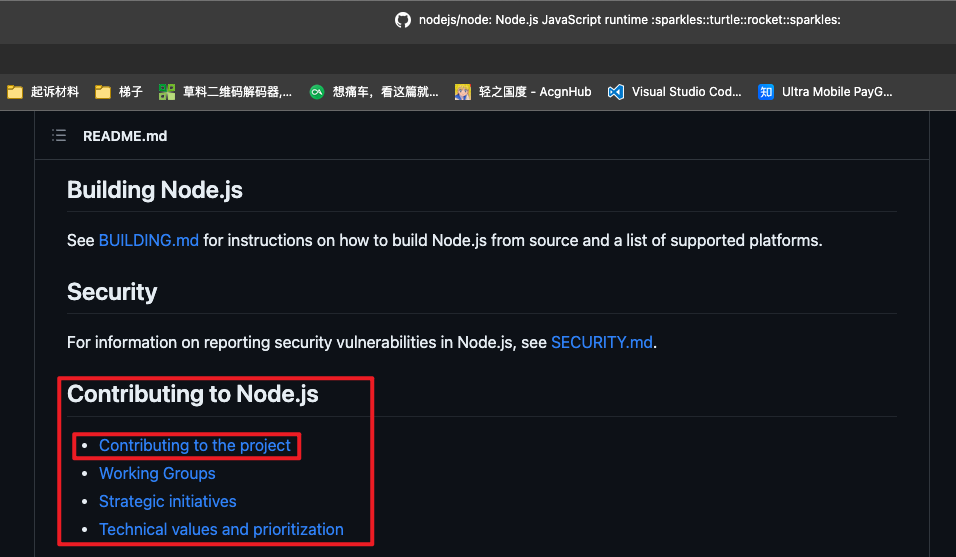 nodejs/node: Node.js JavaScript runtime :sparkles::turtle::rocket::sparkles:
起诉材料 梯子 草料二维码解码器,... 想痛车，看这篇就... 轻之国度 - AcgnHub Visual Studio Cod... 知 Ultra Mobile PayG...
README.md
Building Node.js
See BUILDING.md for instructions on how to build Node.js from source and a list of supported platforms.
Security
For information on reporting security vulnerabilities in Node.js, see SECURITY.md.
Contributing to Node.js
• Contributing to the project
• Working Groups
• Strategic initiatives
• Technical values and prioritization